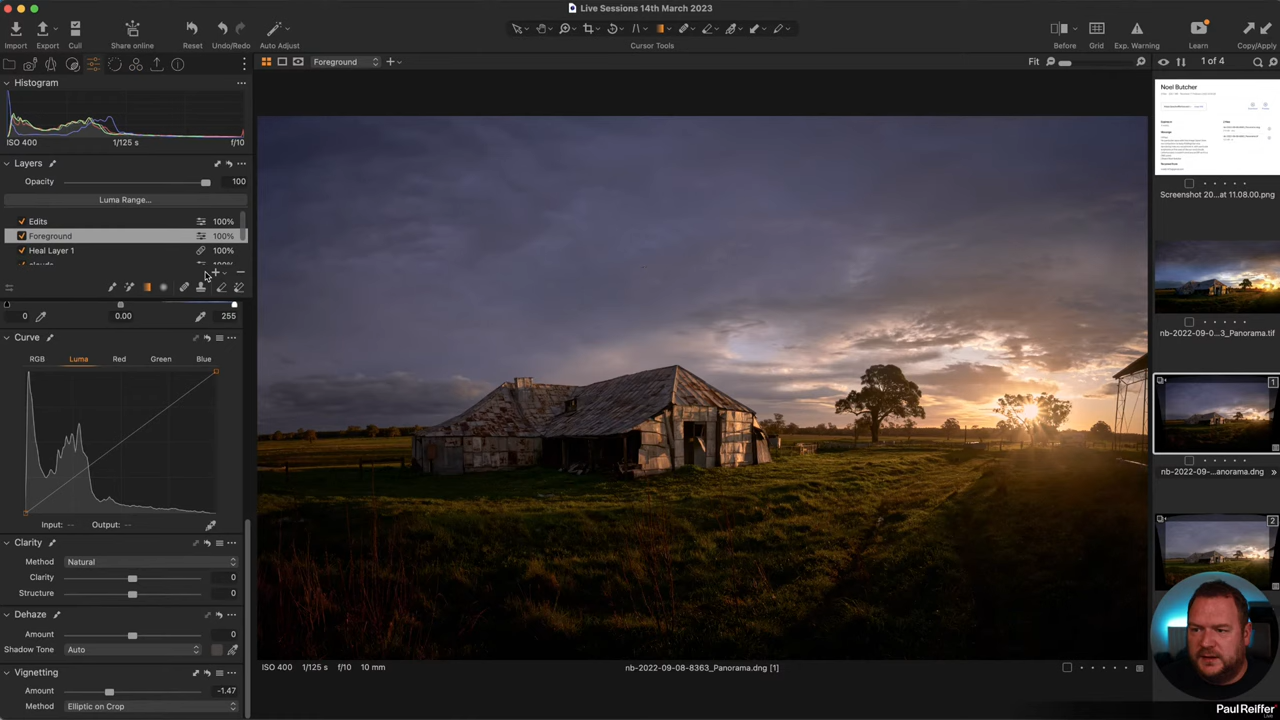 Live Sessions 14th March 2023
Import Export Cull Share online Reset Undo/Redo Auto Adjust Cursor Tools Before Grid Exp. Warning Learn Copy/Apply
Foreground Fit 1 of 4
Histogram
ISO 400 1/125 s f/10
Layers
Opacity 100
Luma Range...
Edits 100%
Foreground 100%
Heal Layer 1 100%
0 0.00 255
Curve
RGB Luma Red Green Blue
Input: -- Output: --
Clarity
Method Natural
Clarity 0
Structure 0
Dehaze
Amount 0
Shadow Tone Auto
Vignetting
Amount -1.47
Method Elliptic on Crop
ISO 400 1/125 s f/10 10 mm nb-2022-09-08-8363_Panorama.dng [1]
Noel Butcher
Screenshot 20...at 11.08.00.png
nb-2022-09-0...3_Panorama.tif
1
nb-2022-09-...anorama.dng
2
PaulReiffer
Live